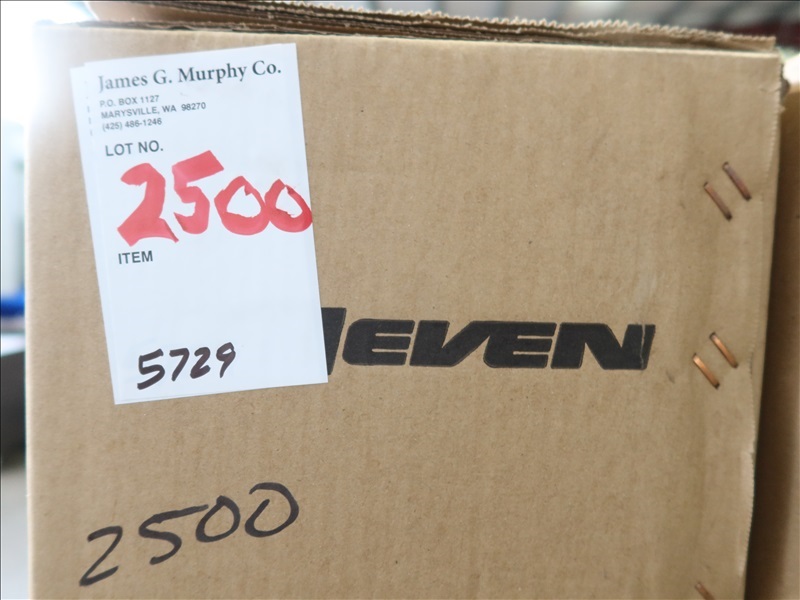 James G. Murphy Co.
P.O. BOX 1127
MARYSVILLE, WA 98270
(425) 486-1246
LOT NO.
2500
ITEM
5729
EVEN
2500